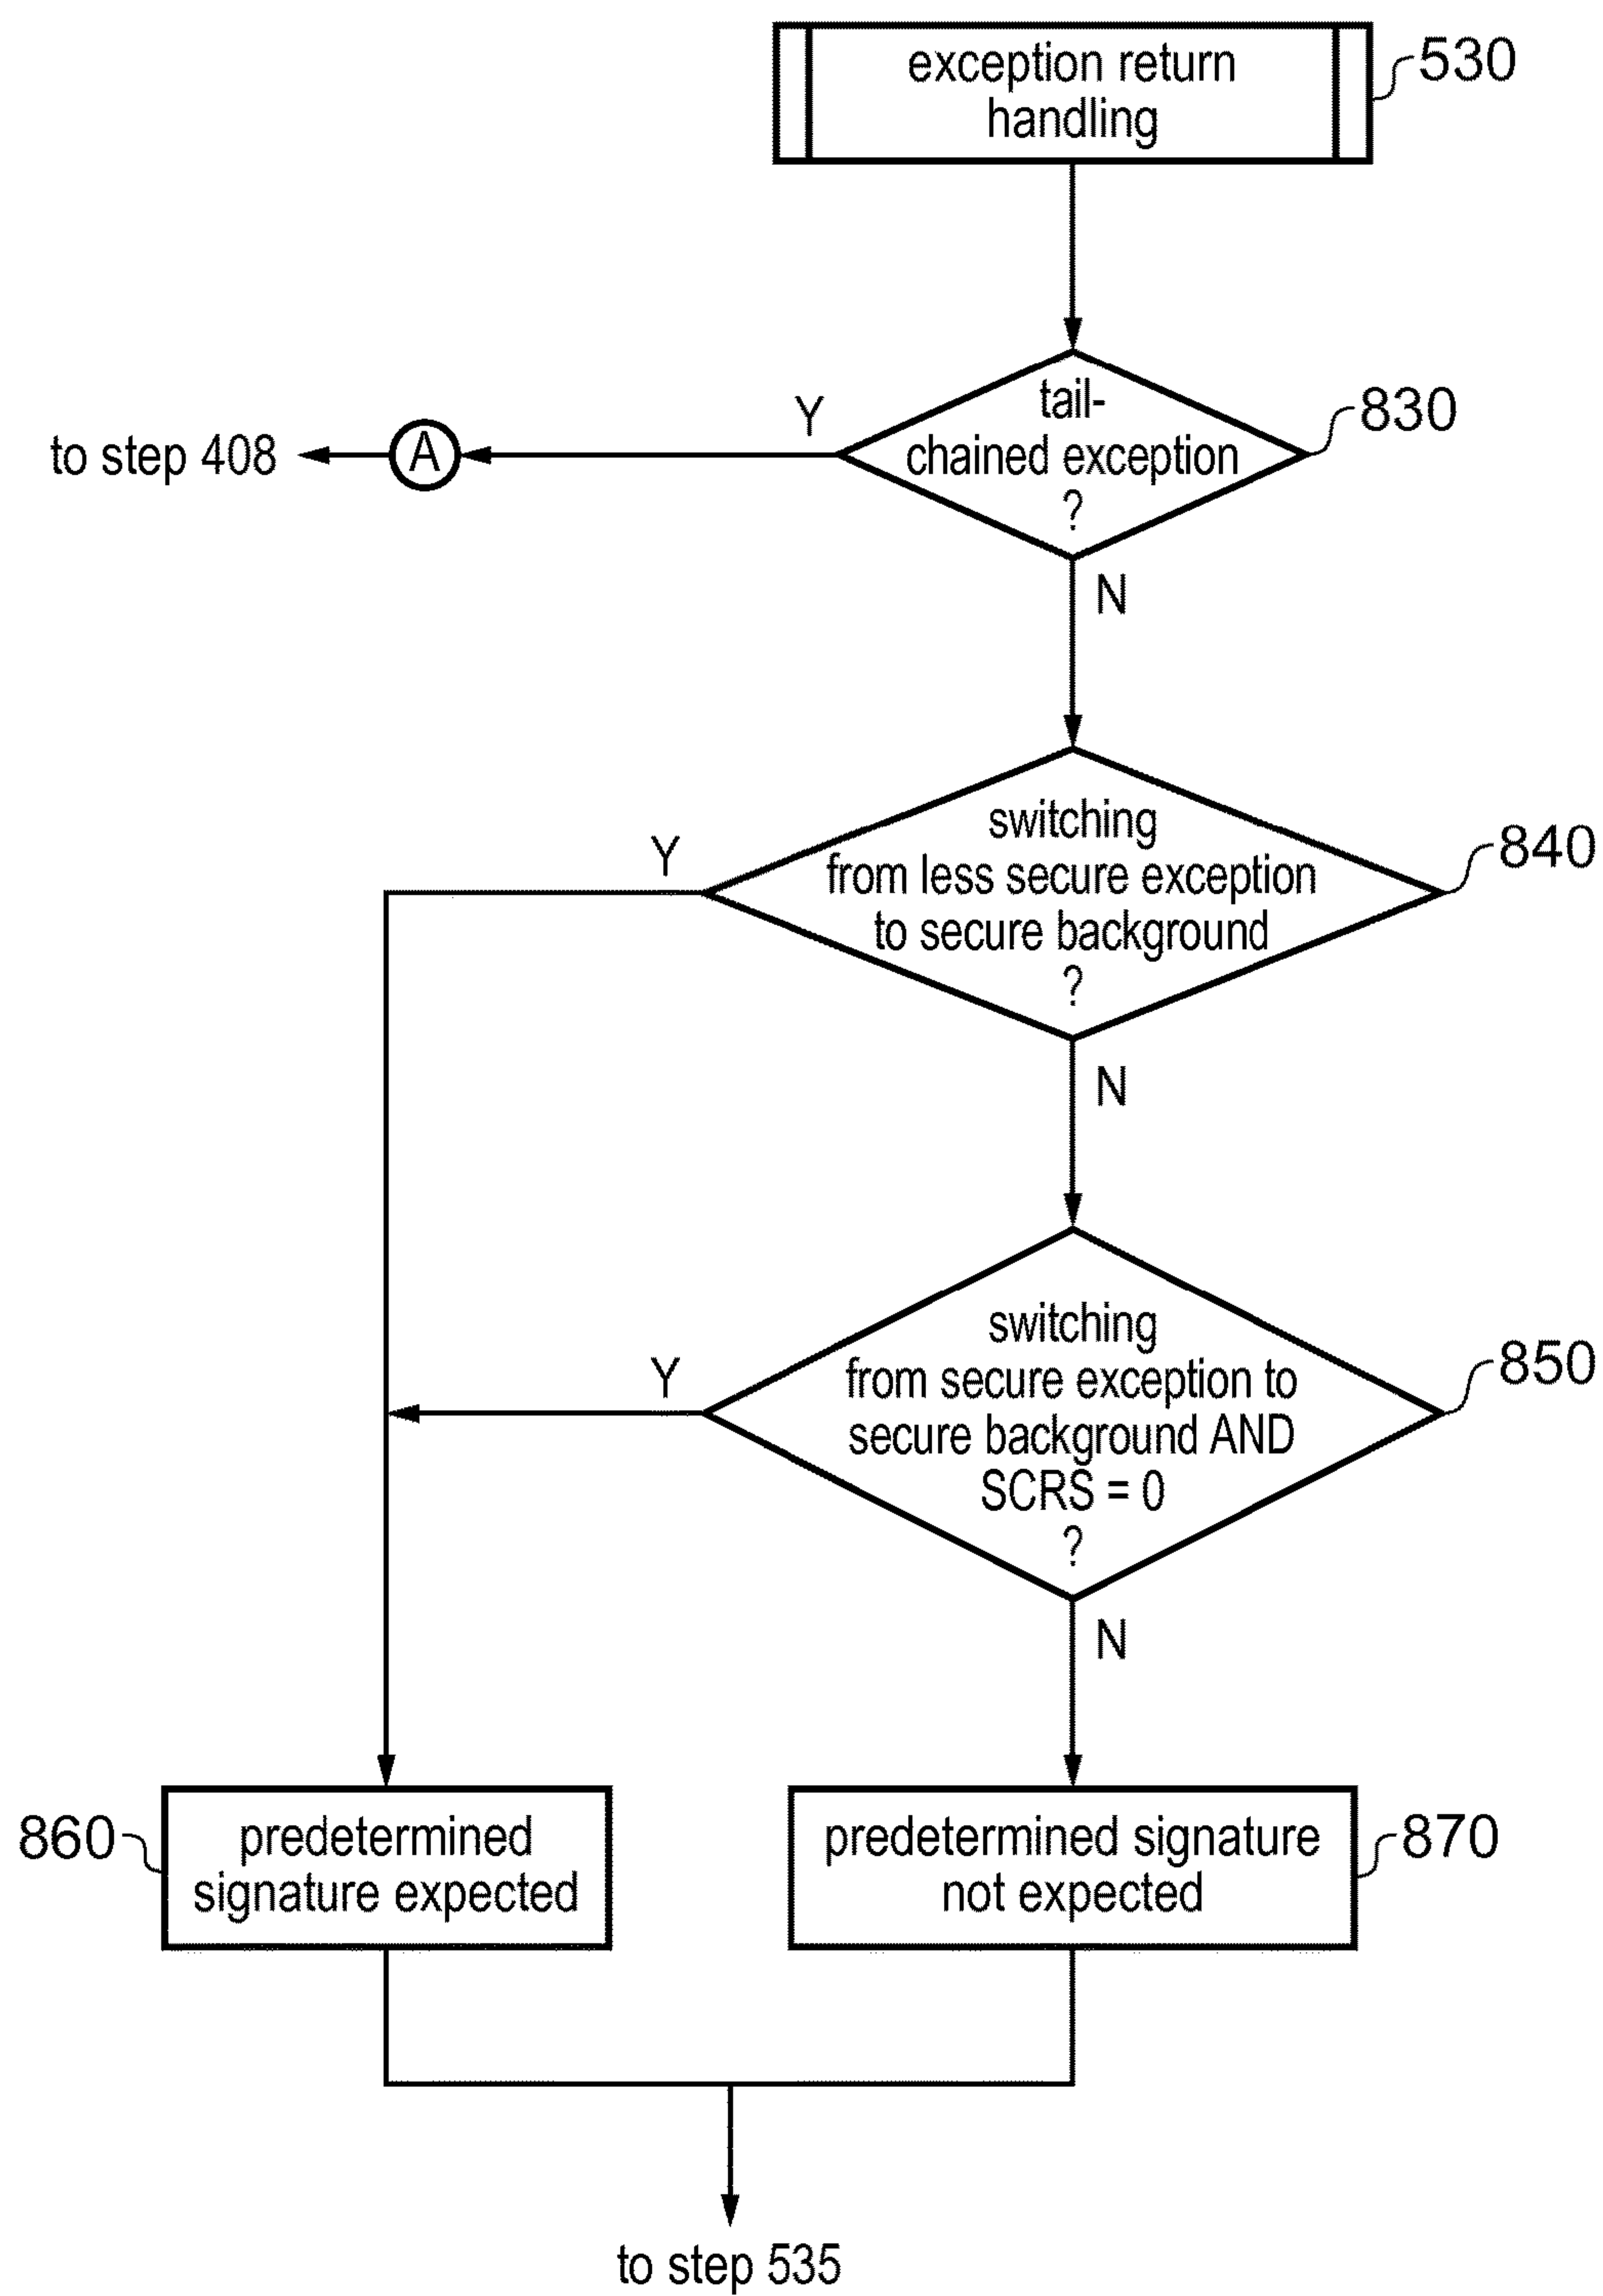 exception return
handling
530
tail-
chained exception
?
830
Y
A
to step 408
N
switching
from less secure exception
to secure background
?
840
Y
N
switching
from secure exception to
secure background AND
SCRS = 0
?
850
Y
N
860
predetermined
signature expected
predetermined signature
not expected
870
to step 535